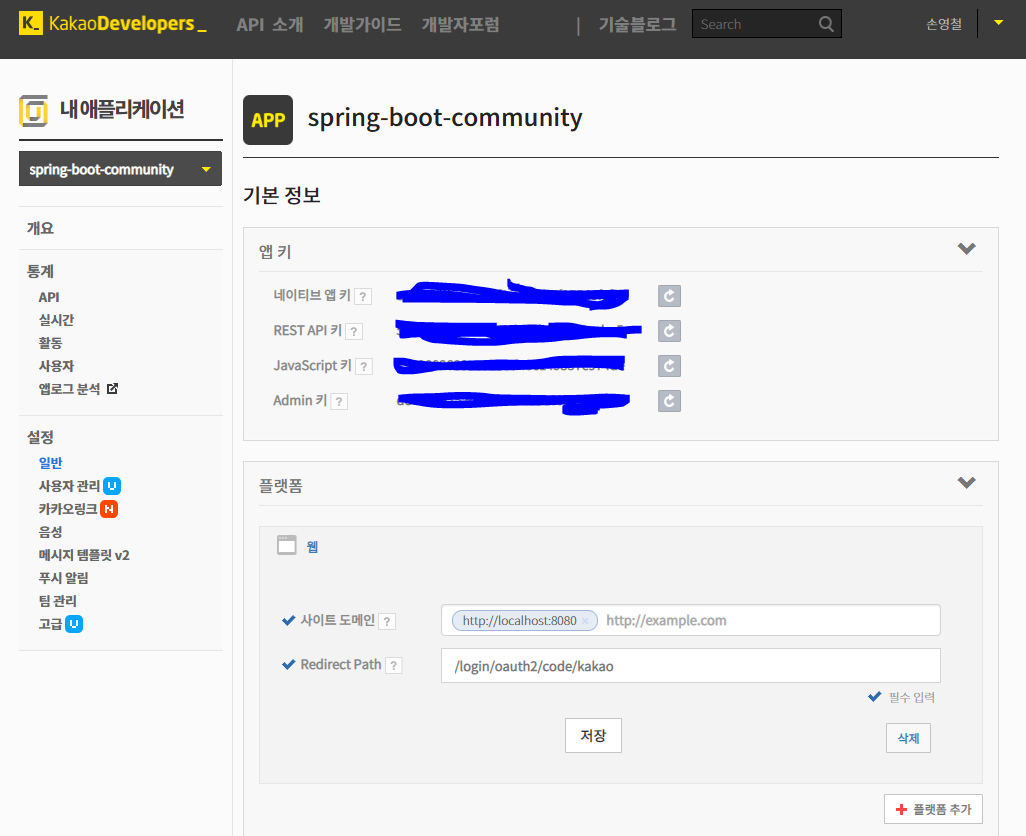 K_ KakaoDevelopers_ API 소개 개발가이드 개발자포럼 | 기술블로그 Search 손영철
내 애플리케이션
spring-boot-community
개요
통계
API
실시간
활동
사용자
앱로그 분석
설정
일반
사용자 관리 U
카카오링크 N
음성
메시지 템플릿 v2
푸시 알림
팀 관리
고급 U
APP spring-boot-community
기본 정보
앱 키
네이티브 앱 키 ?
REST API 키 ?
JavaScript 키 ?
Admin 키 ?
플랫폼
웹
사이트 도메인 ? http://localhost:8080 × http://example.com
Redirect Path ? /login/oauth2/code/kakao
필수 입력
저장 삭제
+ 플랫폼 추가